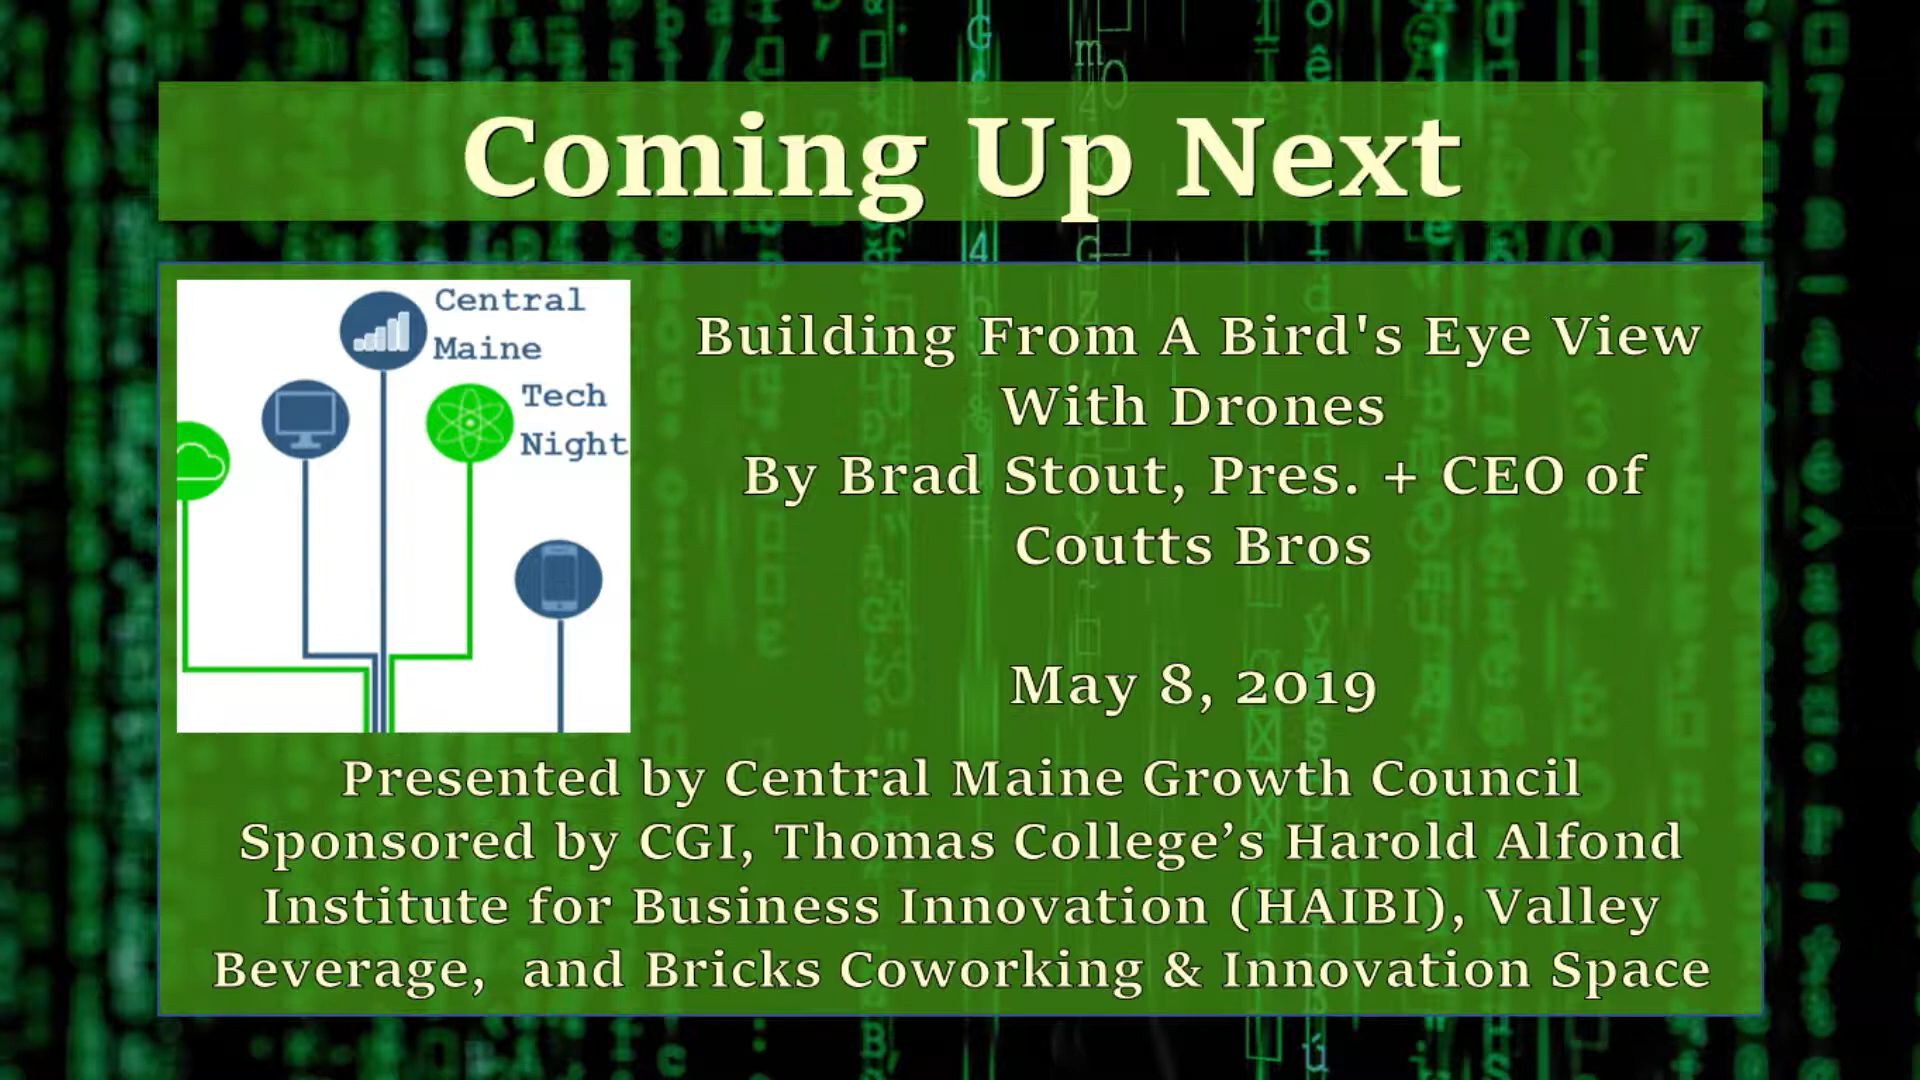 Coming Up Next
Central
Maine
Tech
Night
Building From A Bird's Eye View
With Drones
By Brad Stout, Pres. + CEO of
Coutts Bros
May 8, 2019
Presented by Central Maine Growth Council
Sponsored by CGI, Thomas College’s Harold Alfond
Institute for Business Innovation (HAIBI), Valley
Beverage, and Bricks Coworking & Innovation Space